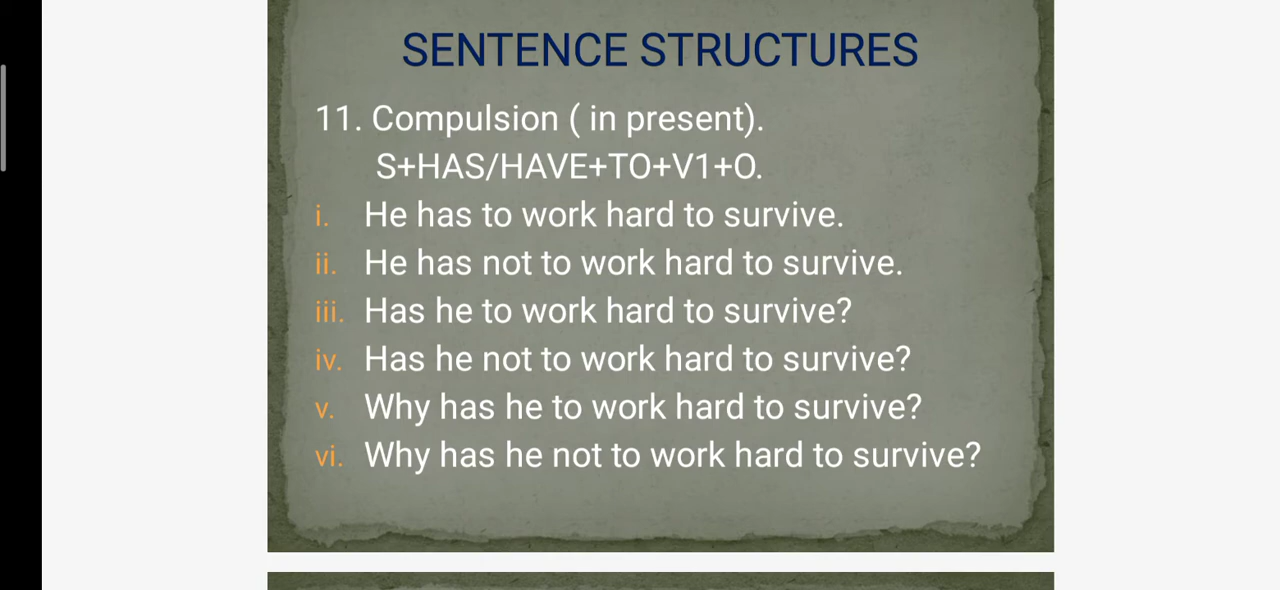 SENTENCE STRUCTURES
11. Compulsion ( in present).
S+HAS/HAVE+TO+V1+O.
i. He has to work hard to survive.
ii. He has not to work hard to survive.
iii. Has he to work hard to survive?
iv. Has he not to work hard to survive?
v. Why has he to work hard to survive?
vi. Why has he not to work hard to survive?